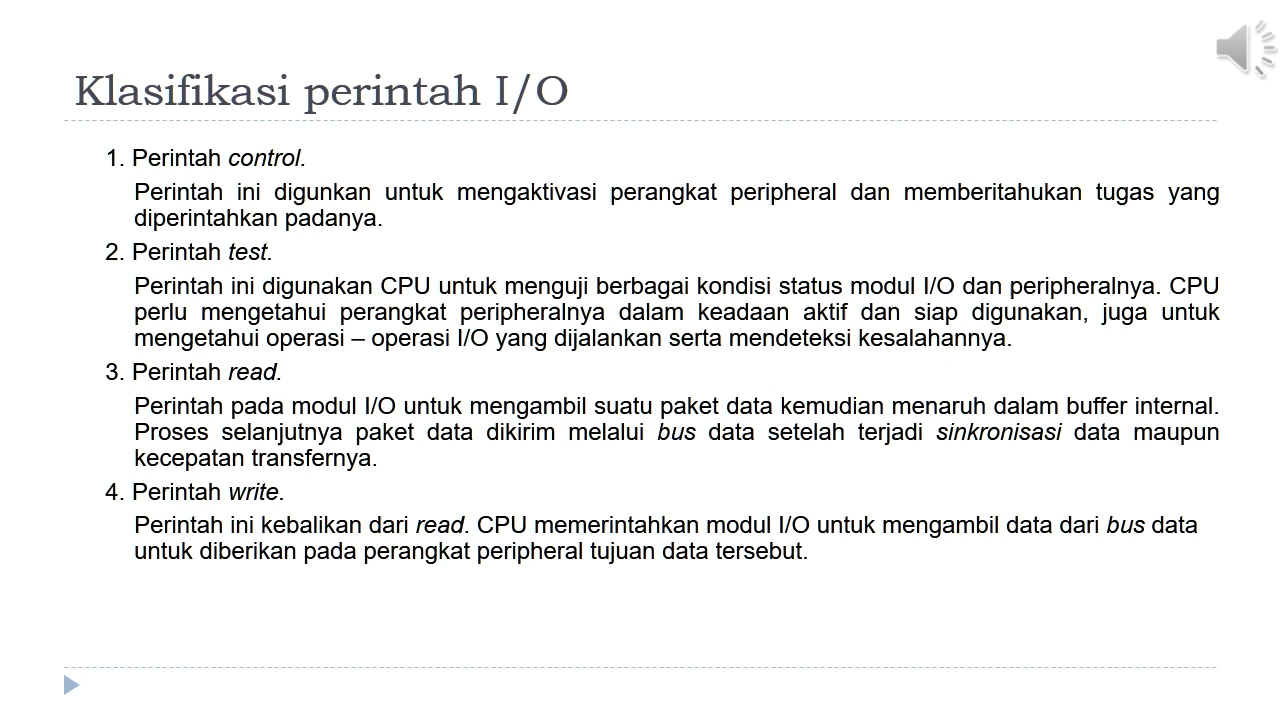 Klasifikasi perintah I/O
1. Perintah control.
Perintah ini digunkan untuk mengaktivasi perangkat peripheral dan memberitahukan tugas yang
diperintahkan padanya.
2. Perintah test.
Perintah ini digunakan CPU untuk menguji berbagai kondisi status modul I/O dan peripheralnya. CPU
perlu mengetahui perangkat peripheralnya dalam keadaan aktif dan siap digunakan, juga untuk
mengetahui operasi – operasi I/O yang dijalankan serta mendeteksi kesalahannya.
3. Perintah read.
Perintah pada modul I/O untuk mengambil suatu paket data kemudian menaruh dalam buffer internal.
Proses selanjutnya paket data dikirim melalui bus data setelah terjadi sinkronisasi data maupun
kecepatan transfernya.
4. Perintah write.
Perintah ini kebalikan dari read. CPU memerintahkan modul I/O untuk mengambil data dari bus data
untuk diberikan pada perangkat peripheral tujuan data tersebut.